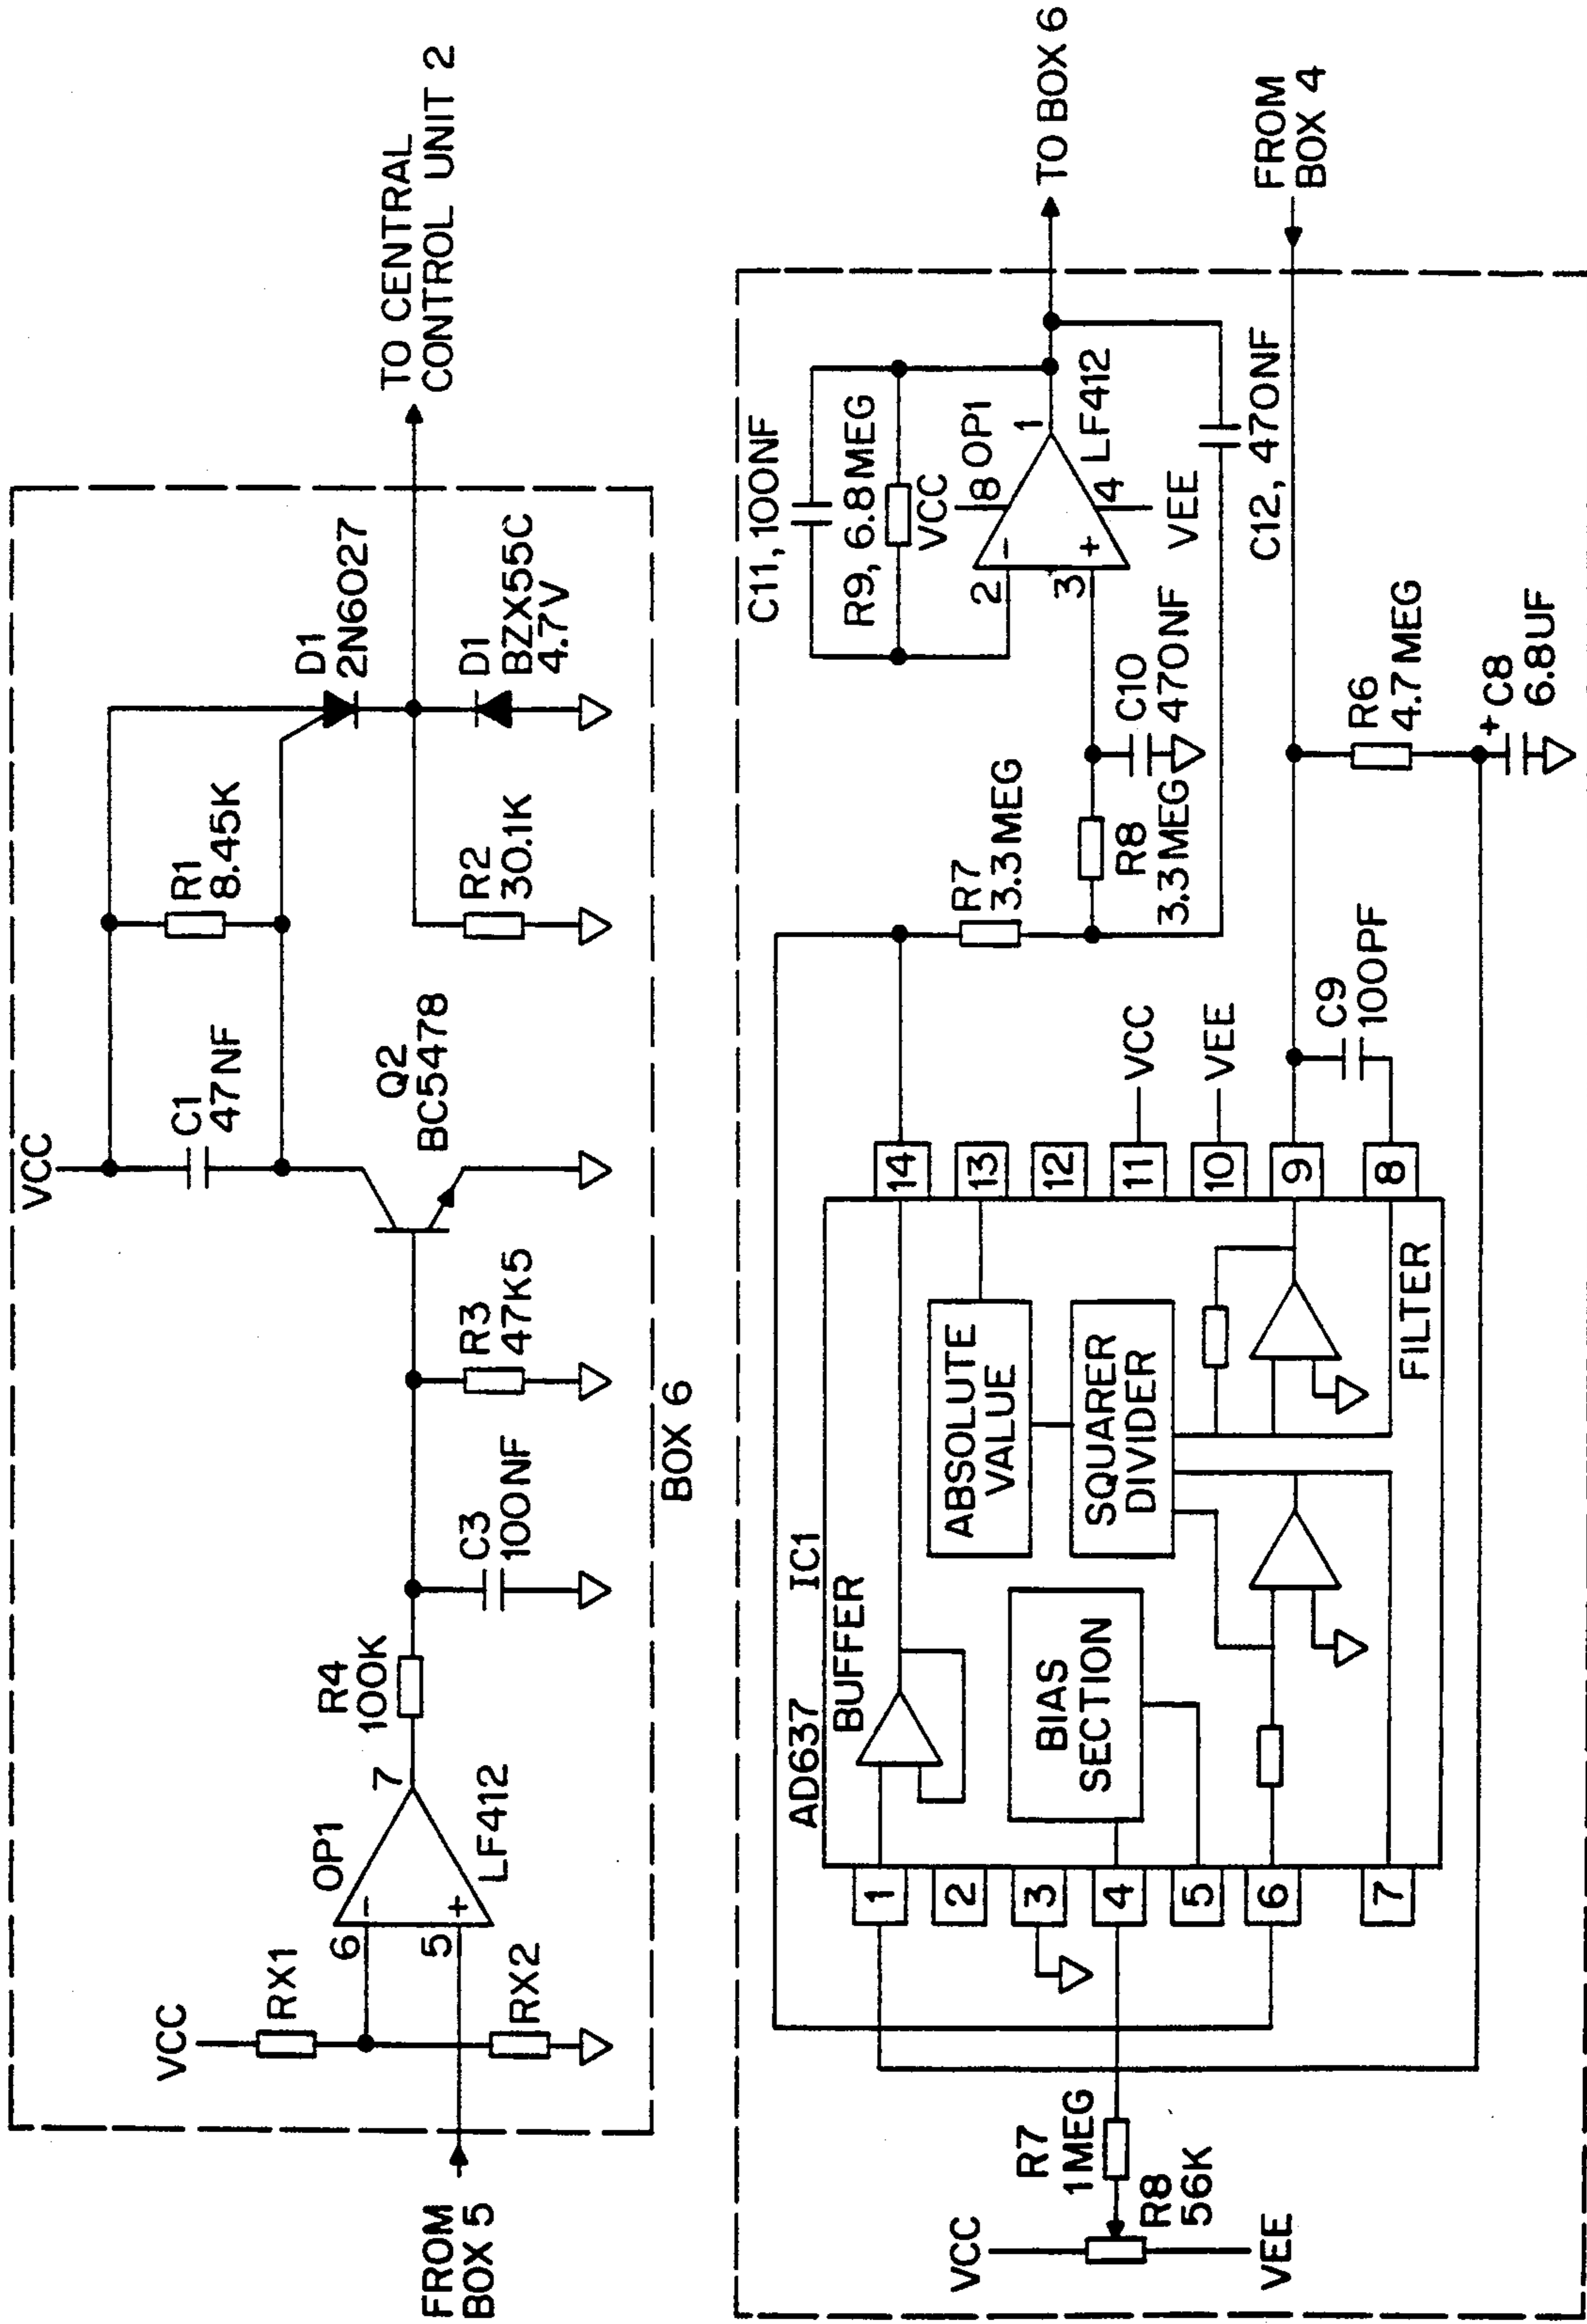 VCC
C1
47NF
R1
8.45K
D1
2N6027
TO CENTRAL
CONTROL UNIT 2
VCC
RX1
OP1
6
5
7
-
+
LF412
RX2
R4
100K
C3
100NF
R3
47K5
Q2
BC5478
R2
30.1K
D1
BZX55C
4.7V
FROM
BOX 5
BOX 6
C11, 100NF
R9, 6.8MEG
VCC
8
OP1
2
3
1
-
+
4
LF412
VEE
TO BOX 6
R7
3.3MEG
R8
3.3MEG
C10
470NF
C12, 470NF
FROM
BOX 4
AD637
IC1
BUFFER
ABSOLUTE
VALUE
SQUARER
DIVIDER
BIAS
SECTION
FILTER
1
2
3
4
5
6
7
14
13
12
11
10
9
8
VCC
VEE
C9
100PF
R6
4.7MEG
+
C8
6.8UF
R7
1MEG
R8
56K
VCC
VEE